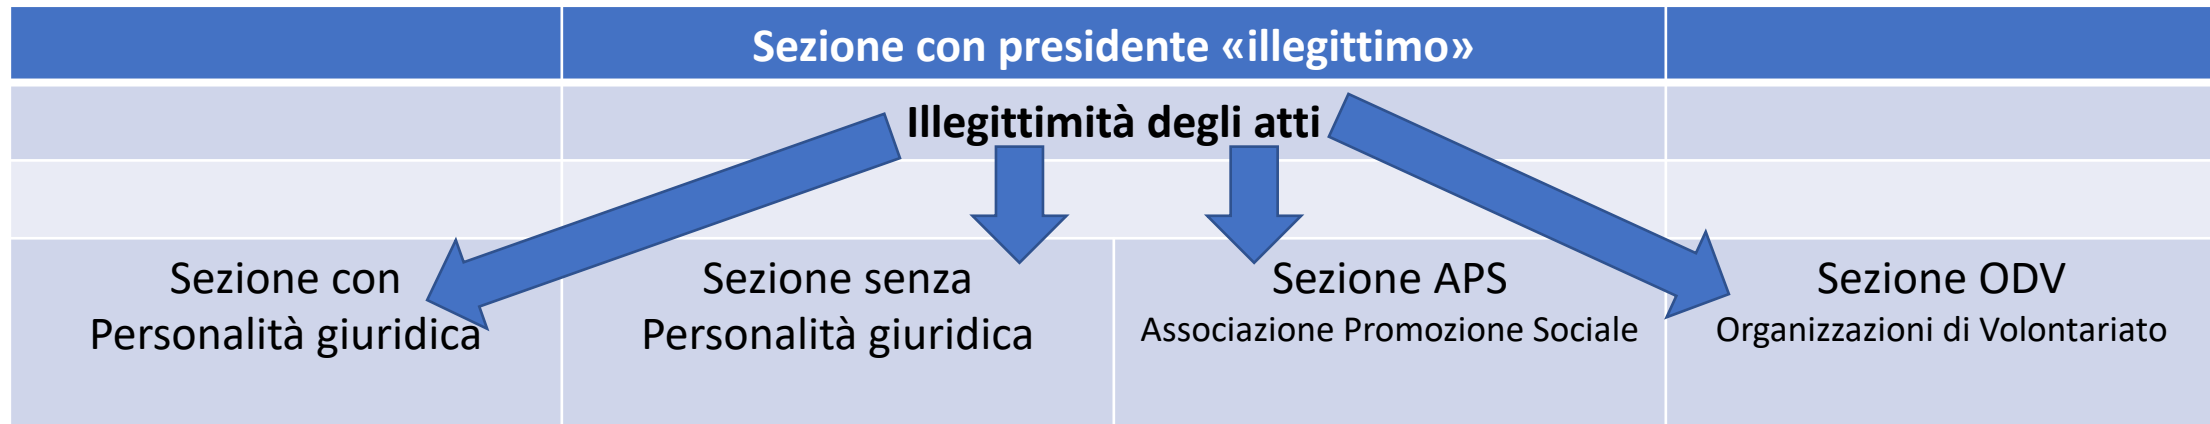 Sezione con presidente «illegittimo»
Illegittimità degli atti
Sezione con
Personalità giuridica
Sezione senza
Personalità giuridica
Sezione APS
Associazione Promozione Sociale
Sezione ODV
Organizzazioni di Volontariato